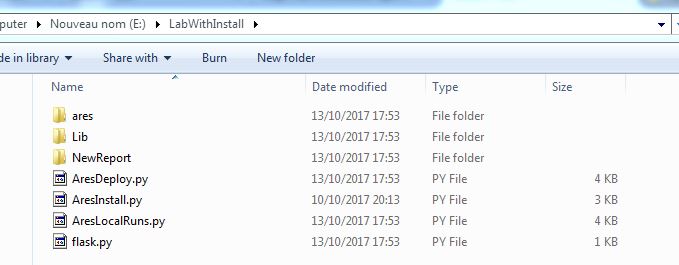 puter ▸ Nouveau nom (E:) ▸ LabWithInstall ▸
de in library Share with Burn New folder
Name Date modified Type Size
ares 13/10/2017 17:53 File folder
Lib 13/10/2017 17:53 File folder
NewReport 13/10/2017 17:53 File folder
AresDeploy.py 13/10/2017 17:53 PY File 4 KB
AresInstall.py 10/10/2017 20:13 PY File 3 KB
AresLocalRuns.py 13/10/2017 17:53 PY File 4 KB
flask.py 13/10/2017 17:53 PY File 1 KB